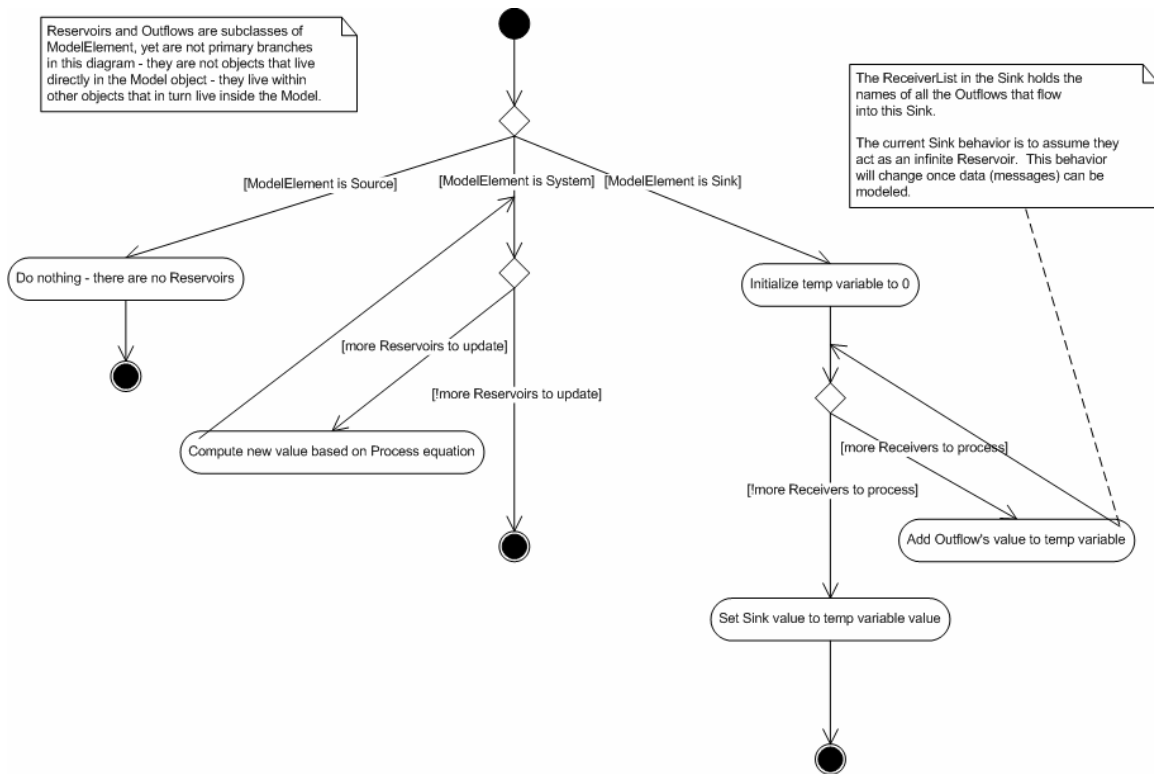 Reservoirs and Outflows are subclasses of
ModelElement, yet are not primary branches
in this diagram - they are not objects that live
directly in the Model object - they live within
other objects that in turn live inside the Model.
The ReceiverList in the Sink holds the
names of all the Outflows that flow
into this Sink.
The current Sink behavior is to assume they
act as an infinite Reservoir.  This behavior
will change once data (messages) can be
modeled.
[ModelElement is Source]
[ModelElement is System]
[ModelElement is Sink]
Do nothing - there are no Reservoirs
Initialize temp variable to 0
[more Reservoirs to update]
[!more Reservoirs to update]
Compute new value based on Process equation
[more Receivers to process]
[!more Receivers to process]
Add Outflow's value to temp variable
Set Sink value to temp variable value